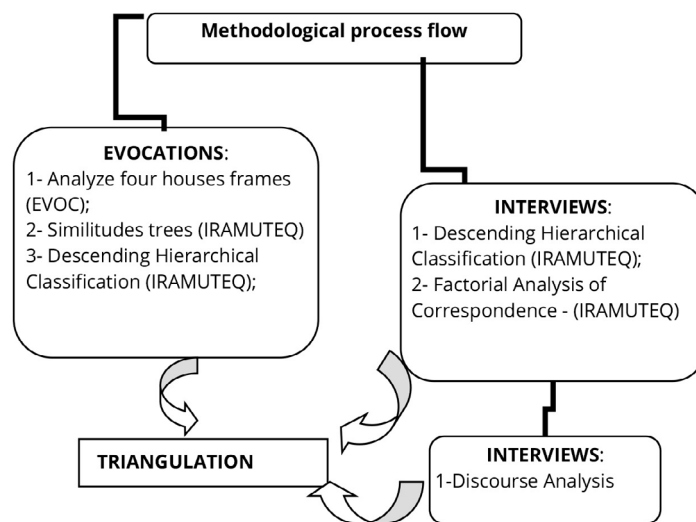 Methodological process flow
EVOCATIONS:
1- Analyze four houses frames
(EVOC);
2- Similitudes trees (IRAMUTEQ)
3- Descending Hierarchical
Classification (IRAMUTEQ);
INTERVIEWS:
1- Descending Hierarchical
Classification (IRAMUTEQ);
2- Factorial Analysis of
Correspondence - (IRAMUTEQ)
TRIANGULATION
INTERVIEWS:
1-Discourse Analysis